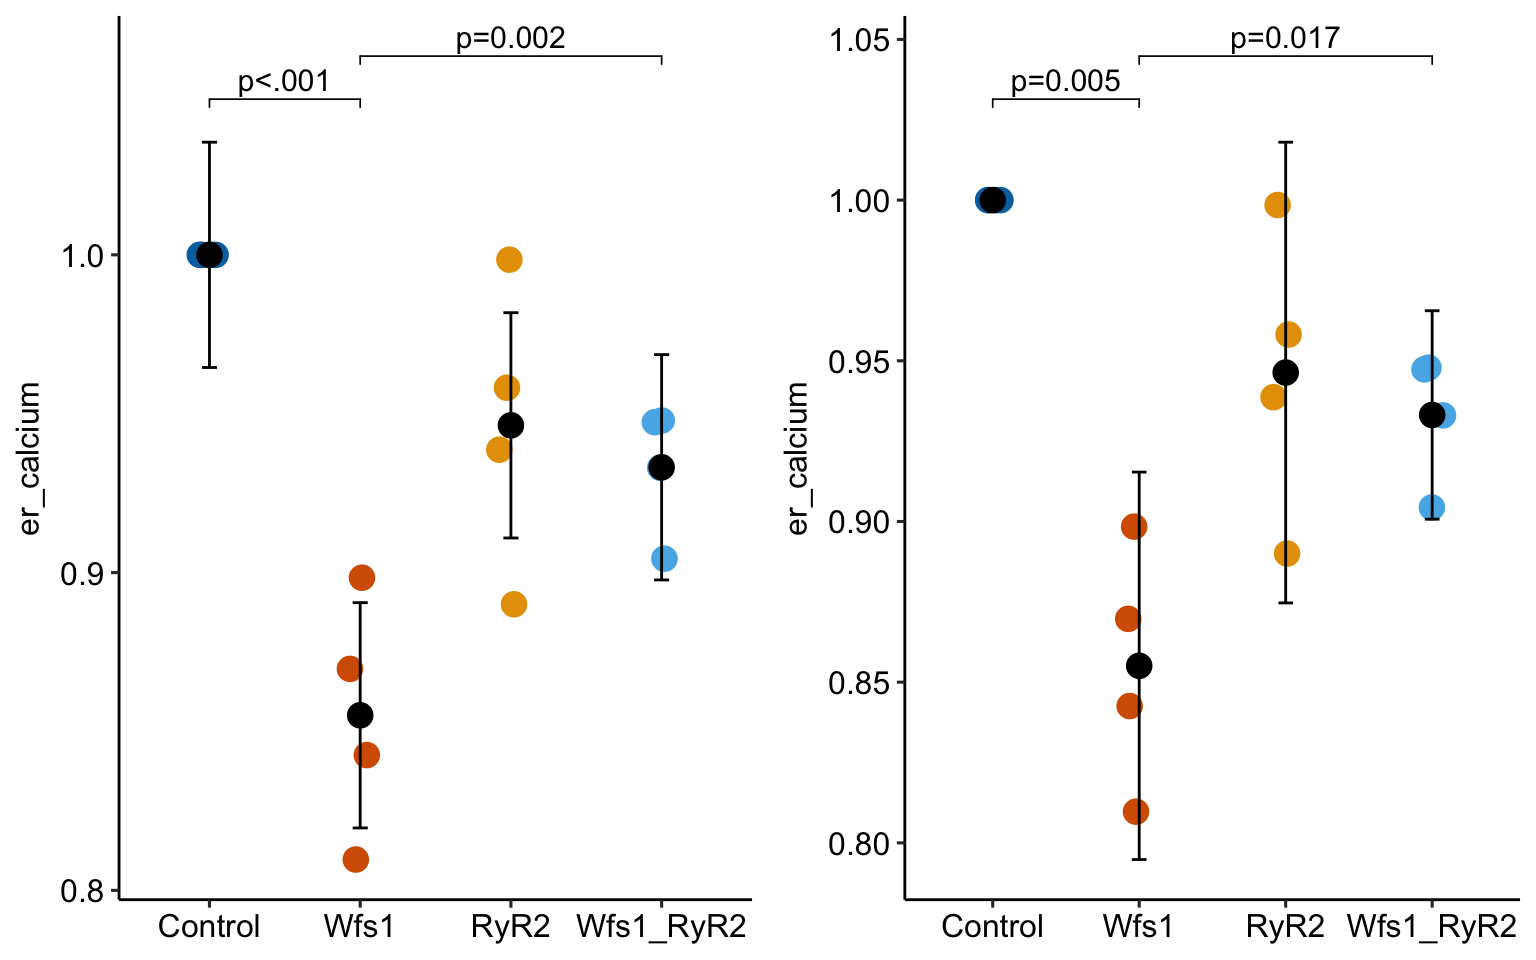 p=0.002
p<.001
1.0
0.9
0.8
er_calcium
Control Wfs1 RyR2 Wfs1_RyR2
1.05
p=0.017
p=0.005
1.00
0.95
0.90
0.85
0.80
er_calcium
Control Wfs1 RyR2 Wfs1_RyR2